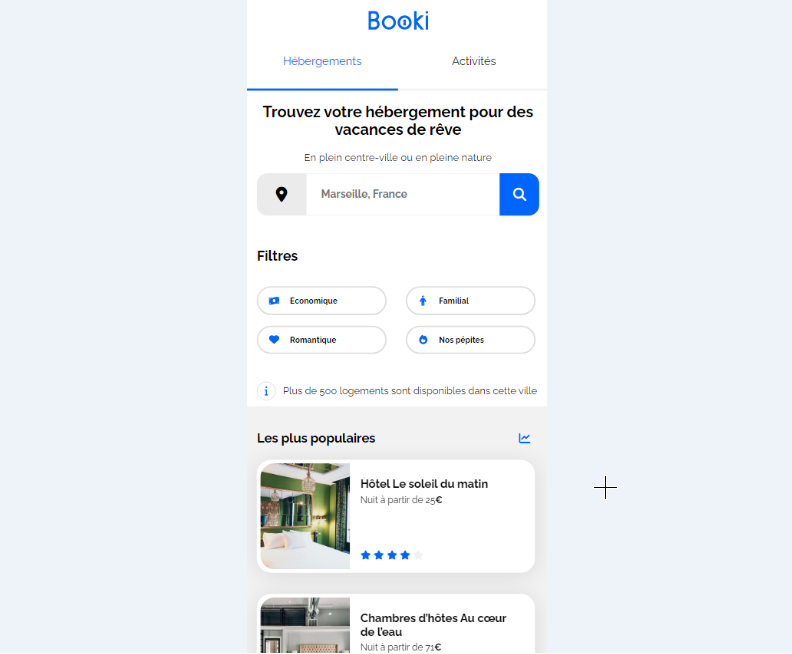 Booki
Hébergements Activités
Trouvez votre hébergement pour des
vacances de rêve
En plein centre-ville ou en pleine nature
Marseille, France
Filtres
Economique Familial
Romantique Nos pépites
Plus de 500 logements sont disponibles dans cette ville
Les plus populaires
Hôtel Le soleil du matin
Nuit à partir de 25€
Chambres d'hôtes Au cœur
de l'eau
Nuit à partir de 71€